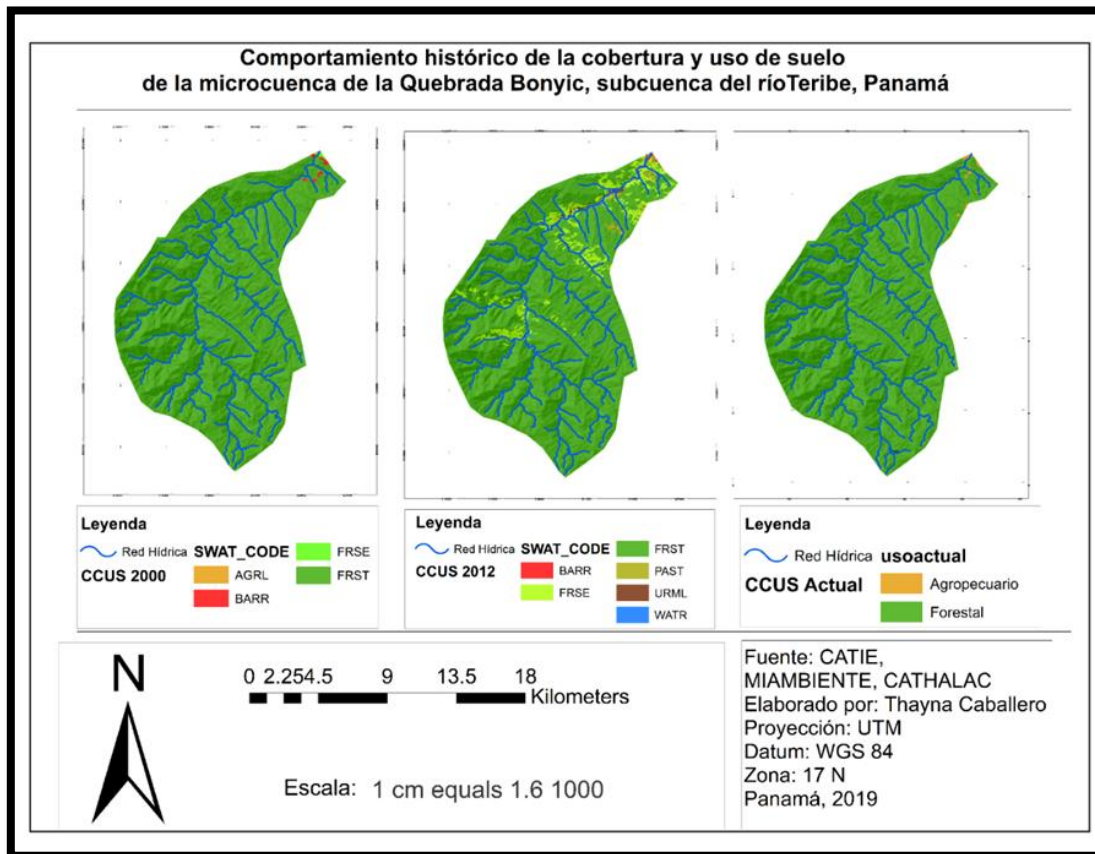 Comportamiento histórico de la cobertura y uso de suelo
de la microcuenca de la Quebrada Bonyic, subcuenca del ríoTeribe, Panamá
Leyenda
Red Hídrica
CCUS 2000
SWAT_CODE
AGRL
BARR
FRSE
FRST
Leyenda
Red Hídrica
CCUS 2012
SWAT_CODE
BARR
FRSE
FRST
PAST
URML
WATR
Leyenda
Red Hídrica
CCUS Actual
usoactual
Agropecuario
Forestal
N
0 2.254.5 9 13.5 18
Kilometers
Escala: 1 cm equals 1.6 1000
Fuente: CATIE,
MIAMBIENTE, CATHALAC
Elaborado por: Thayna Caballero
Proyección: UTM
Datum: WGS 84
Zona: 17 N
Panamá, 2019